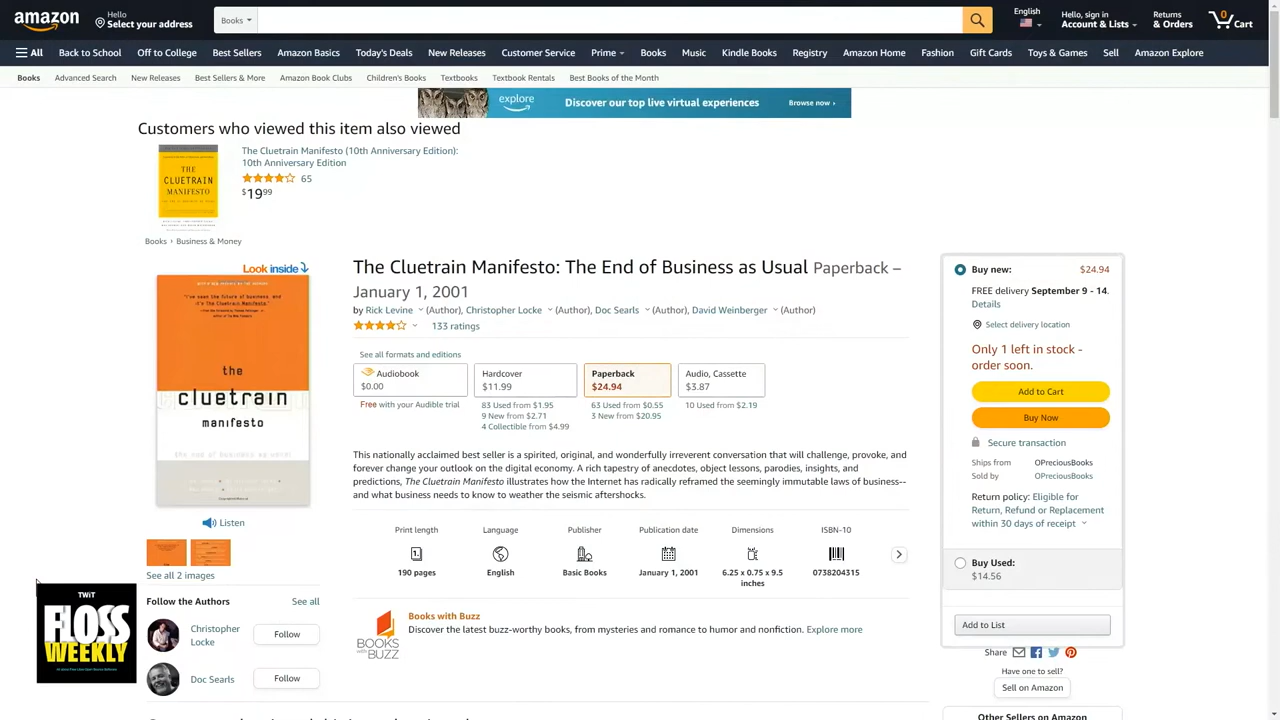 amazon
Hello
Select your address
Books
English
Hello, sign in
Account & Lists
Returns
& Orders
0
Cart
All
Back to School
Off to College
Best Sellers
Amazon Basics
Today's Deals
New Releases
Customer Service
Prime
Books
Music
Kindle Books
Registry
Amazon Home
Fashion
Gift Cards
Toys & Games
Sell
Amazon Explore
Books
Advanced Search
New Releases
Best Sellers & More
Amazon Book Clubs
Children's Books
Textbooks
Textbook Rentals
Best Books of the Month
explore
Discover our top live virtual experiences
Browse now ›
Customers who viewed this item also viewed
THE
CLUETRAIN
MANIFESTO
The Cluetrain Manifesto (10th Anniversary Edition):
10th Anniversary Edition
65
$1999
Books › Business & Money
Look inside
the
cluetrain
manifesto
the end of business as usual
Listen
See all 2 images
Follow the Authors
See all
Christopher
Locke
Follow
Doc Searls
Follow
TWiT
FLOSS
WEEKLY
The Cluetrain Manifesto: The End of Business as Usual Paperback –
January 1, 2001
by Rick Levine (Author), Christopher Locke (Author), Doc Searls (Author), David Weinberger (Author)
133 ratings
See all formats and editions
Audiobook
$0.00
Free with your Audible trial
Hardcover
$11.99
83 Used from $1.95
9 New from $2.71
4 Collectible from $4.99
Paperback
$24.94
63 Used from $0.55
3 New from $20.95
Audio, Cassette
$3.87
10 Used from $2.19
This nationally acclaimed best seller is a spirited, original, and wonderfully irreverent conversation that will challenge, provoke, and
forever change your outlook on the digital economy. A rich tapestry of anecdotes, object lessons, parodies, insights, and
predictions, The Cluetrain Manifesto illustrates how the Internet has radically reframed the seemingly immutable laws of business--
and what business needs to know to weather the seismic aftershocks.
Print length
190 pages
Language
English
Publisher
Basic Books
Publication date
January 1, 2001
Dimensions
6.25 x 0.75 x 9.5
inches
ISBN-10
0738204315
BOOKS
WITH
BUZZ
Books with Buzz
Discover the latest buzz-worthy books, from mysteries and romance to humor and nonfiction. Explore more
Buy new:
$24.94
FREE delivery September 9 - 14.
Details
Select delivery location
Only 1 left in stock -
order soon.
Add to Cart
Buy Now
Secure transaction
Ships from
OPreciousBooks
Sold by
OPreciousBooks
Return policy: Eligible for
Return, Refund or Replacement
within 30 days of receipt
Buy Used:
$14.56
Add to List
Share
Have one to sell?
Sell on Amazon
Other Sellers on Amazon